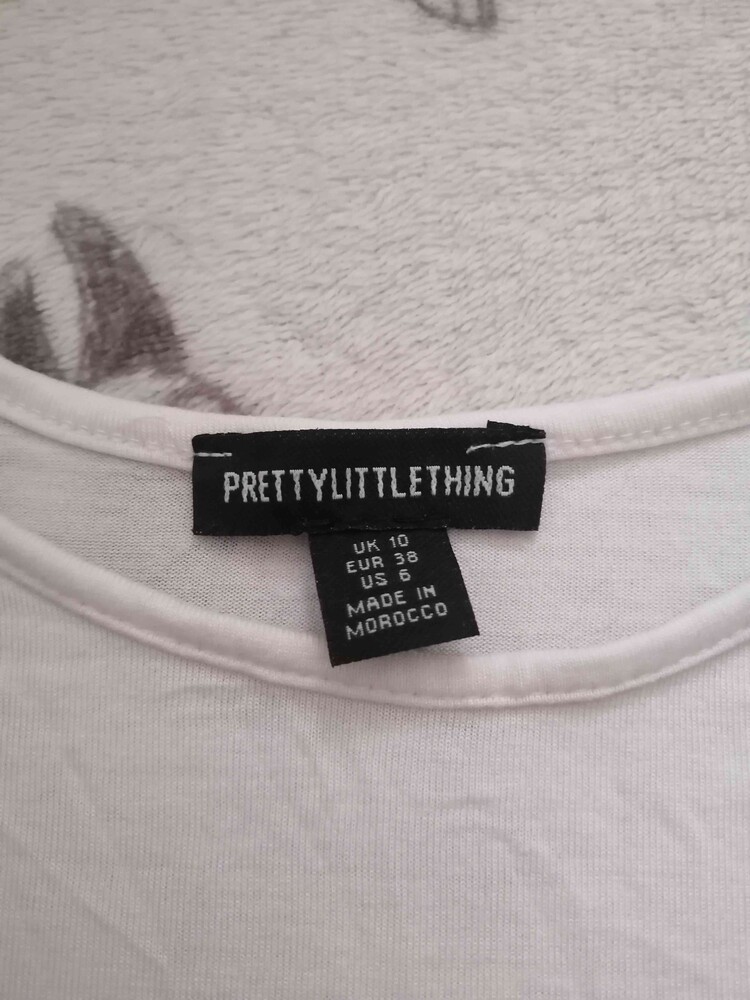 PRETTYLITTLETHING
UK 10
EUR 38
US 6
MADE IN
MOROCCO